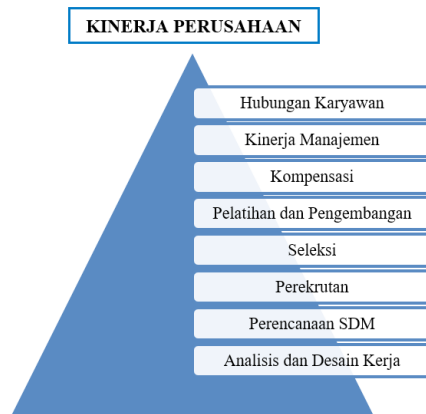 KINERJA PERUSAHAAN
Hubungan Karyawan
Kinerja Manajemen
Kompensasi
Pelatihan dan Pengembangan
Seleksi
Perekrutan
Perencanaan SDM
Analisis dan Desain Kerja